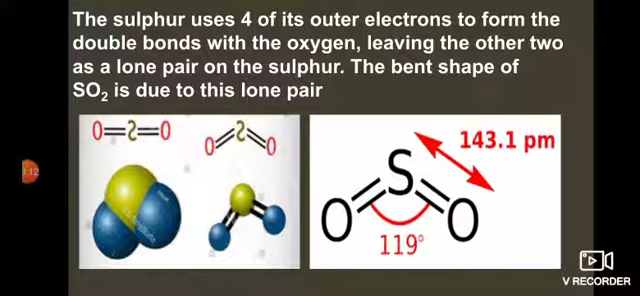 The sulphur uses 4 of its outer electrons to form the
double bonds with the oxygen, leaving the other two
as a lone pair on the sulphur. The bent shape of
SO₂ is due to this lone pair
O=S=O
O=S=O
143.1 pm
S
O O
119°
:12
V RECORDER